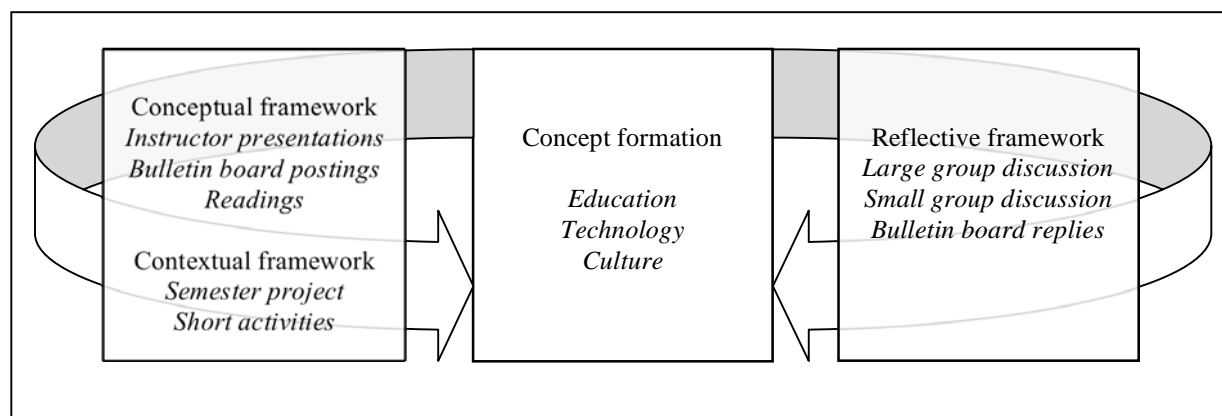 Conceptual framework
Instructor presentations
Bulletin board postings
Readings
Contextual framework
Semester project
Short activities
Concept formation
Education
Technology
Culture
Reflective framework
Large group discussion
Small group discussion
Bulletin board replies